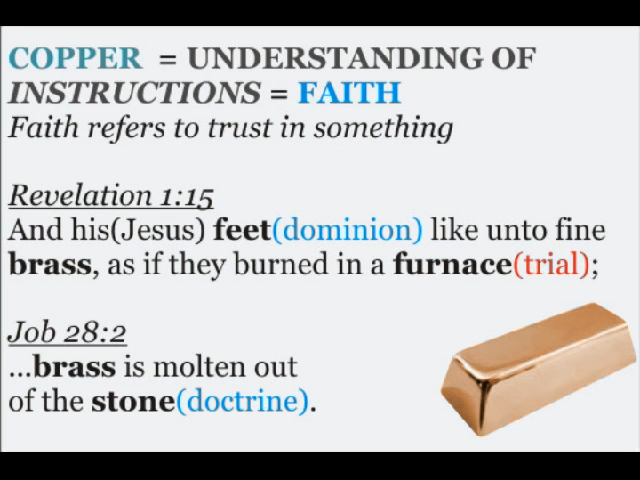 COPPER = UNDERSTANDING OF
INSTRUCTIONS = FAITH
Faith refers to trust in something
Revelation 1:15
And his(Jesus) feet(dominion) like unto fine
brass, as if they burned in a furnace(trial);
Job 28:2
...brass is molten out
of the stone(doctrine).